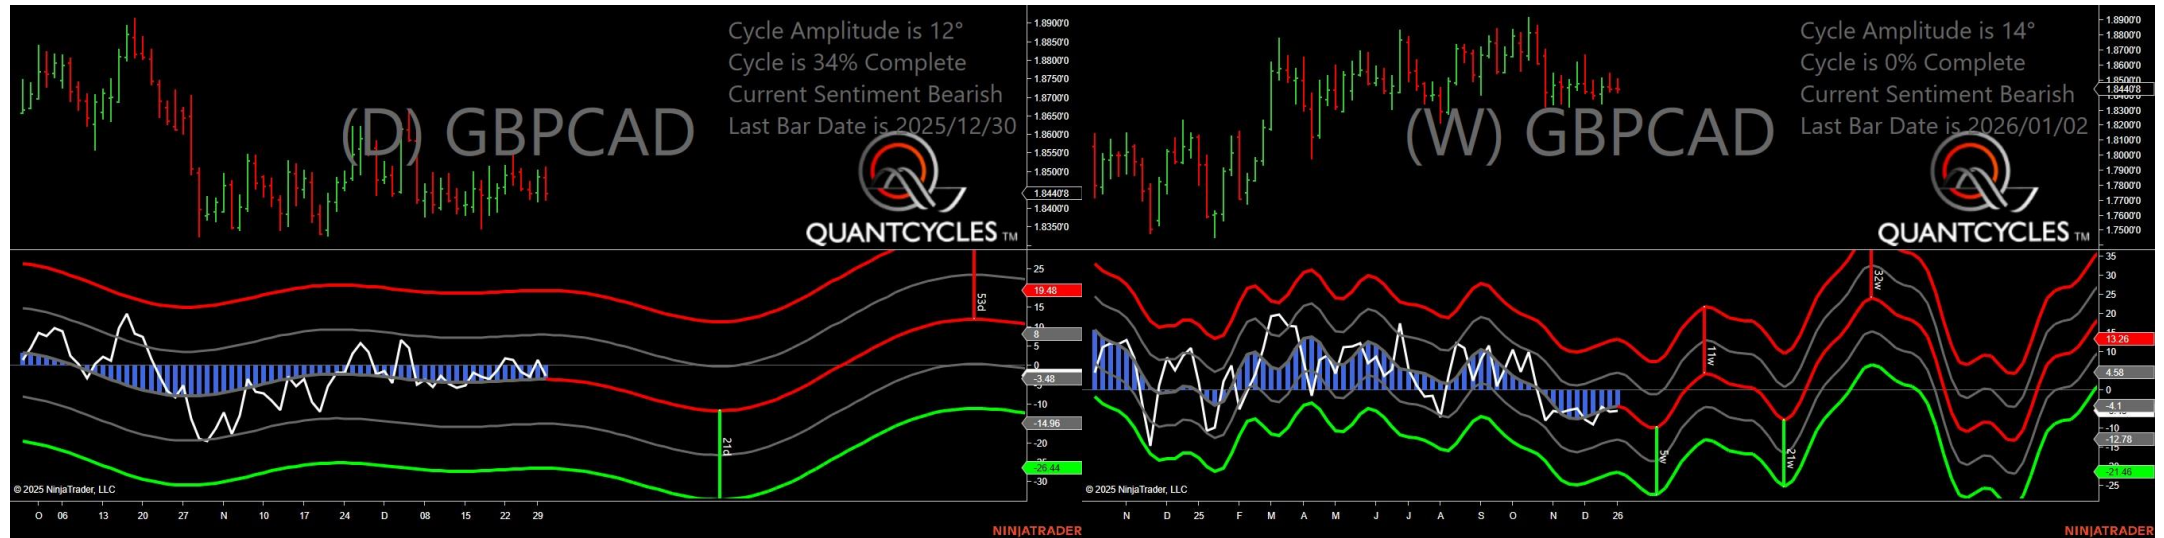 Cycle Amplitude is 12°
Cycle is 34% Complete
Current Sentiment Bearish
Last Bar Date is 2025/12/30
(D) GBPCAD
QUANTCYCLES TM
1.8900'0
1.8850'0
1.8800'0
1.8750'0
1.8700'0
1.8650'0
1.8600'0
1.8550'0
1.8500'0
1.8440'8
1.8400'0
1.8350'0
25
19.48
15
10
8
5
0
-3.48
-10
-14.96
-20
-26.44
-30
53d
21d
© 2025 NinjaTrader, LLC
O 06 13 20 27 N 10 17 24 D 08 15 22 29
NINJATRADER
Cycle Amplitude is 14°
Cycle is 0% Complete
Current Sentiment Bearish
Last Bar Date is 2026/01/02
(W) GBPCAD
QUANTCYCLES TM
1.8900'0
1.8800'0
1.8700'0
1.8600'0
1.8500'0
1.8440'8
1.8300'0
1.8200'0
1.8100'0
1.8000'0
1.7900'0
1.7800'0
1.7700'0
1.7600'0
1.7500'0
35
30
25
20
13.26
10
4.58
0
-4.1
-10
-12.78
-21.46
-25
5w
11w
21w
32w
© 2025 NinjaTrader, LLC
N D 25 F M A M J J A S O N D 26
NINJATRADER